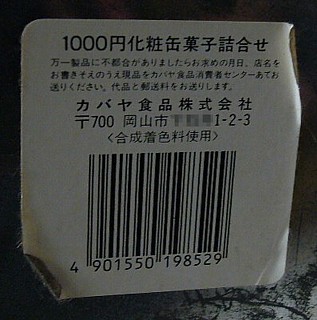 1000円化粧缶菓子詰合せ
万一製品に不都合がありましたらお求めの月日、店名を
お書きそえのうえ現品をカバヤ食品消費者センターあてお
送りください。代品と郵送料をお送りします。
カバヤ食品株式会社
〒700 岡山市 1-2-3
〈合成着色料使用〉
4 901550 198529